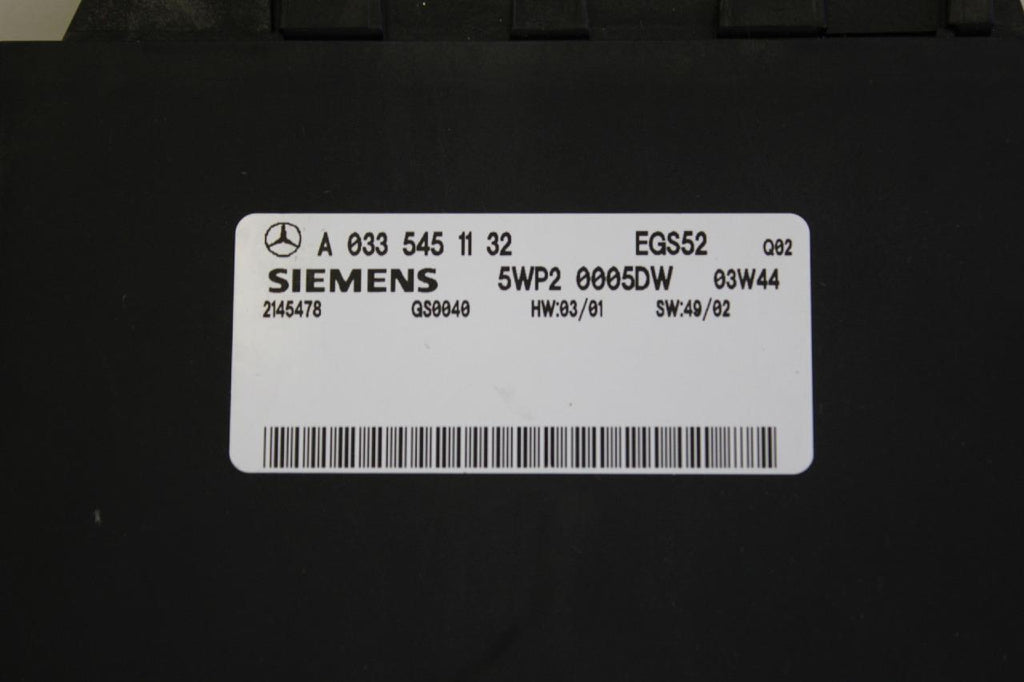 A 033 545 11 32 EGS52 Q02
SIEMENS 5WP2 0005DW 03W44
2145478 QS0040 HW:03/01 SW:49/02